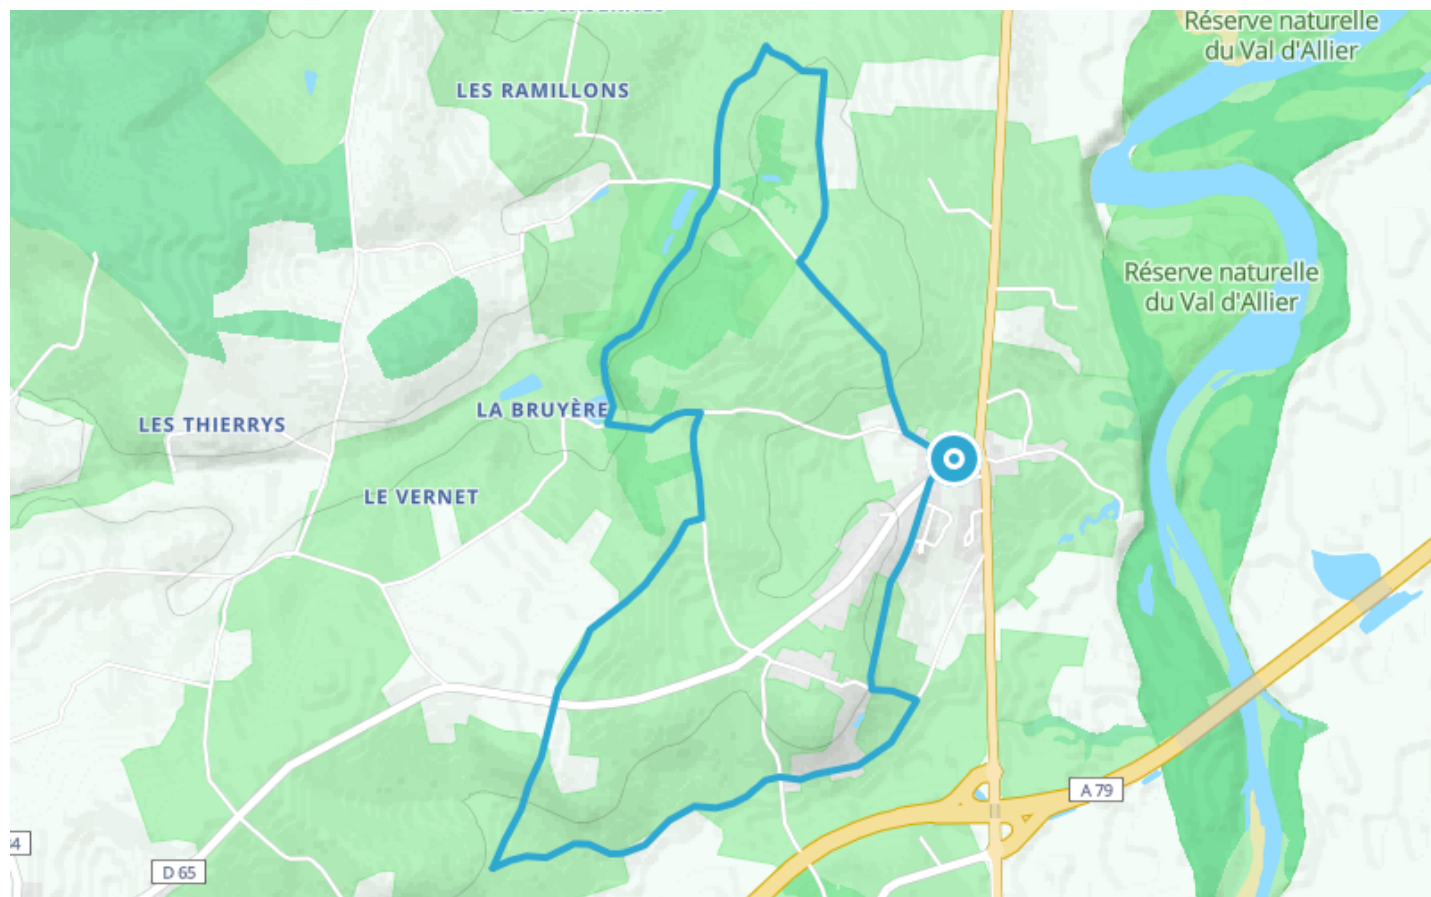 Réserve naturelle
du Val d'Allier
LES RAMILLONS
Réserve naturelle
du Val d'Allier
LA BRUYÈRE
LES THIERRYS
LE VERNET
A 79
D 65